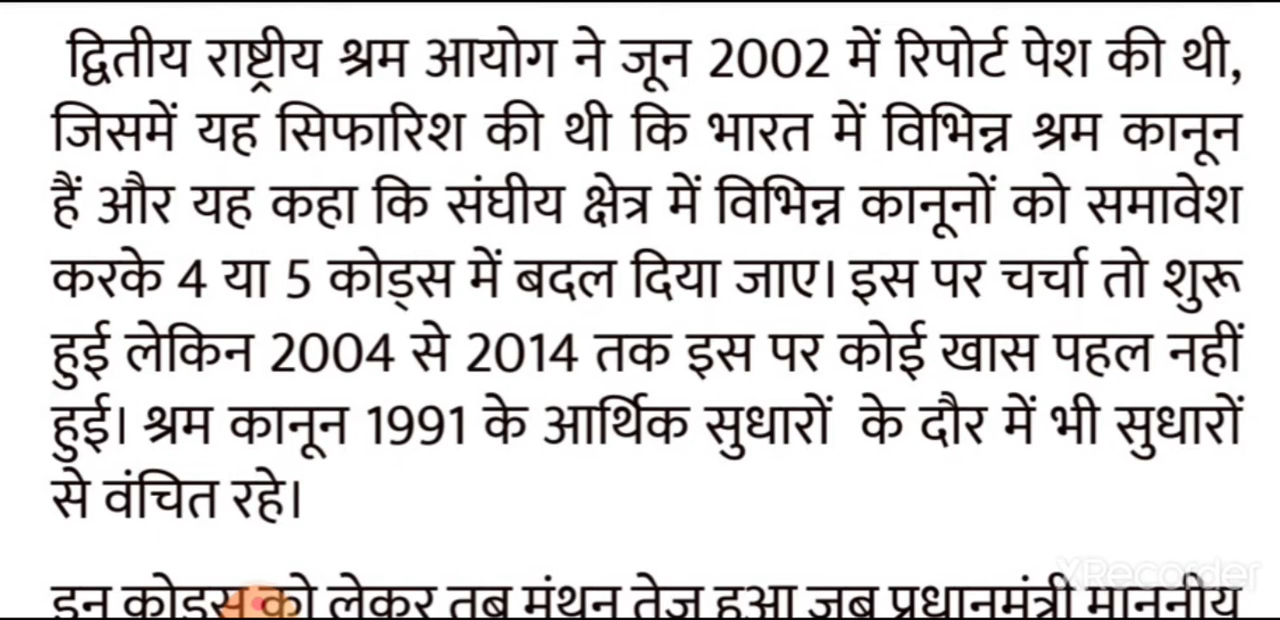 द्वितीय राष्ट्रीय श्रम आयोग ने जून 2002 में रिपोर्ट पेश की थी,
जिसमें यह सिफारिश की थी कि भारत में विभिन्न श्रम कानून
हैं और यह कहा कि संघीय क्षेत्र में विभिन्न कानूनों को समावेश
करके 4 या 5 कोड्स में बदल दिया जाए। इस पर चर्चा तो शुरू
हुई लेकिन 2004 से 2014 तक इस पर कोई खास पहल नहीं
हुई। श्रम कानून 1991 के आर्थिक सुधारों के दौर में भी सुधारों
से वंचित रहे।
XRecorder
इन कोड्स को लेकर तब मंथन तेज हुआ जब प्रधानमंत्री माननीय